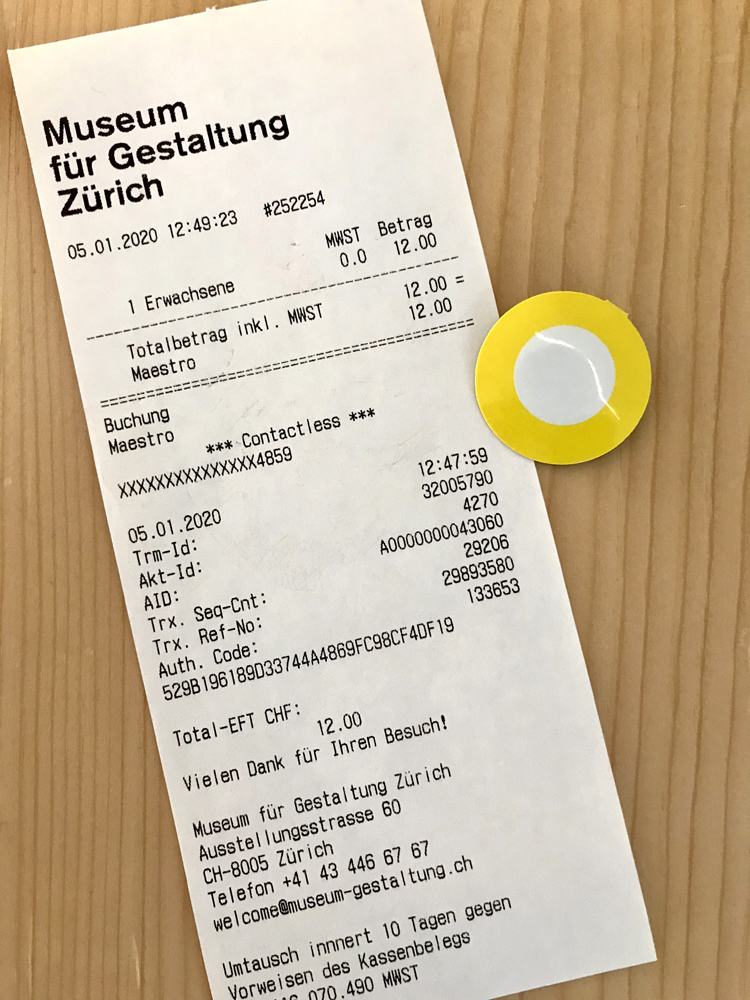 Museum
für Gestaltung
Zürich
05.01.2020 12:49:23 #252254
MWST Betrag
1 Erwachsene 0.0 12.00
Totalbetrag inkl. MWST 12.00 =
Maestro 12.00
Buchung
Maestro
*** Contactless ***
XXXXXXXXXXXXXXX4859
05.01.2020 12:47:59
Trm-Id: 32005790
Akt-Id: 4270
AID: A0000000043060
Trx. Seq-Cnt: 29206
Trx. Ref-No: 29893580
Auth. Code: 133653
529B196189D33744A4869FC98CF4DF19
Total-EFT CHF:
12.00
Vielen Dank für Ihren Besuch!
Museum für Gestaltung Zürich
Ausstellungsstrasse 60
CH-8005 Zürich
Telefon +41 43 446 67 67
welcome@museum-gestaltung.ch
Umtausch innnert 10 Tagen gegen
Vorweisen des Kassenbelegs
070.490 MWST